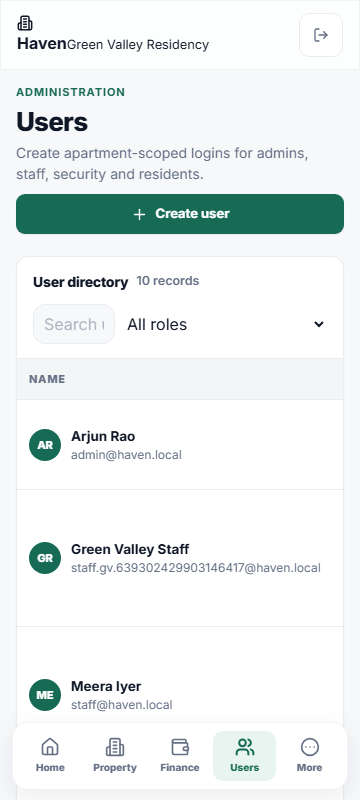 HavenGreen Valley Residency
ADMINISTRATION
Users
Create apartment-scoped logins for admins,
staff, security and residents.
Create user
User directory 10 records
Search All roles
NAME
AR Arjun Rao
admin@haven.local
GR Green Valley Staff
staff.gv.639302429903146417@haven.local
ME Meera Iyer
staff@haven.local
Home Property Finance Users More